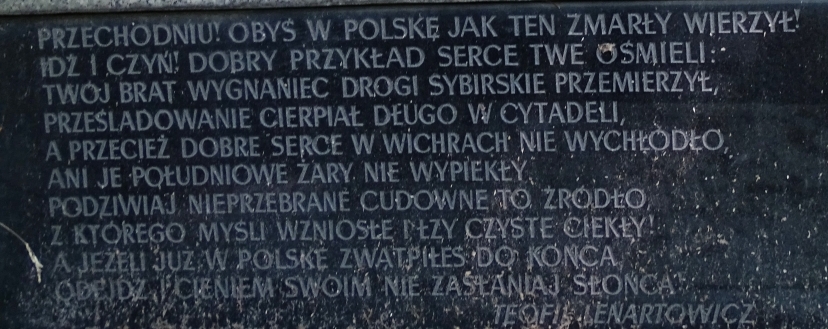 PRZECHODNIU! OBYŚ W POLSKĘ JAK TEN ZMARŁY WIERZYŁ!
IDŹ I CZYŃ! DOBRY PRZYKŁAD SERCE TWE OŚMIELI:
TWÓJ BRAT WYGNANIEC DROGI SYBIRSKIE PRZEMIERZYŁ,
PRZEŚLADOWANIE CIERPIAŁ DŁUGO W CYTADELI,
A PRZECIEŻ DOBRE SERCE W WICHRACH NIE WYCHŁÓDŁO,
ANI JE POŁUDNIOWE ŻARY NIE WYPIEKŁY,
PODZIWIAJ NIEPRZEBRANE CUDOWNE TO ŹRÓDŁO,
Z KTÓREGO MYŚLI WZNIOSŁE I ŁZY CZYSTE CIEKŁY!
A JEŻELI JUŻ W POLSKĘ ZWĄTPIŁEŚ DO KOŃCA,
ODEJDŹ, I CIENIEM SWOIM NIE ZASŁANIAJ SŁOŃCA!
TEOFIL LENARTOWICZ